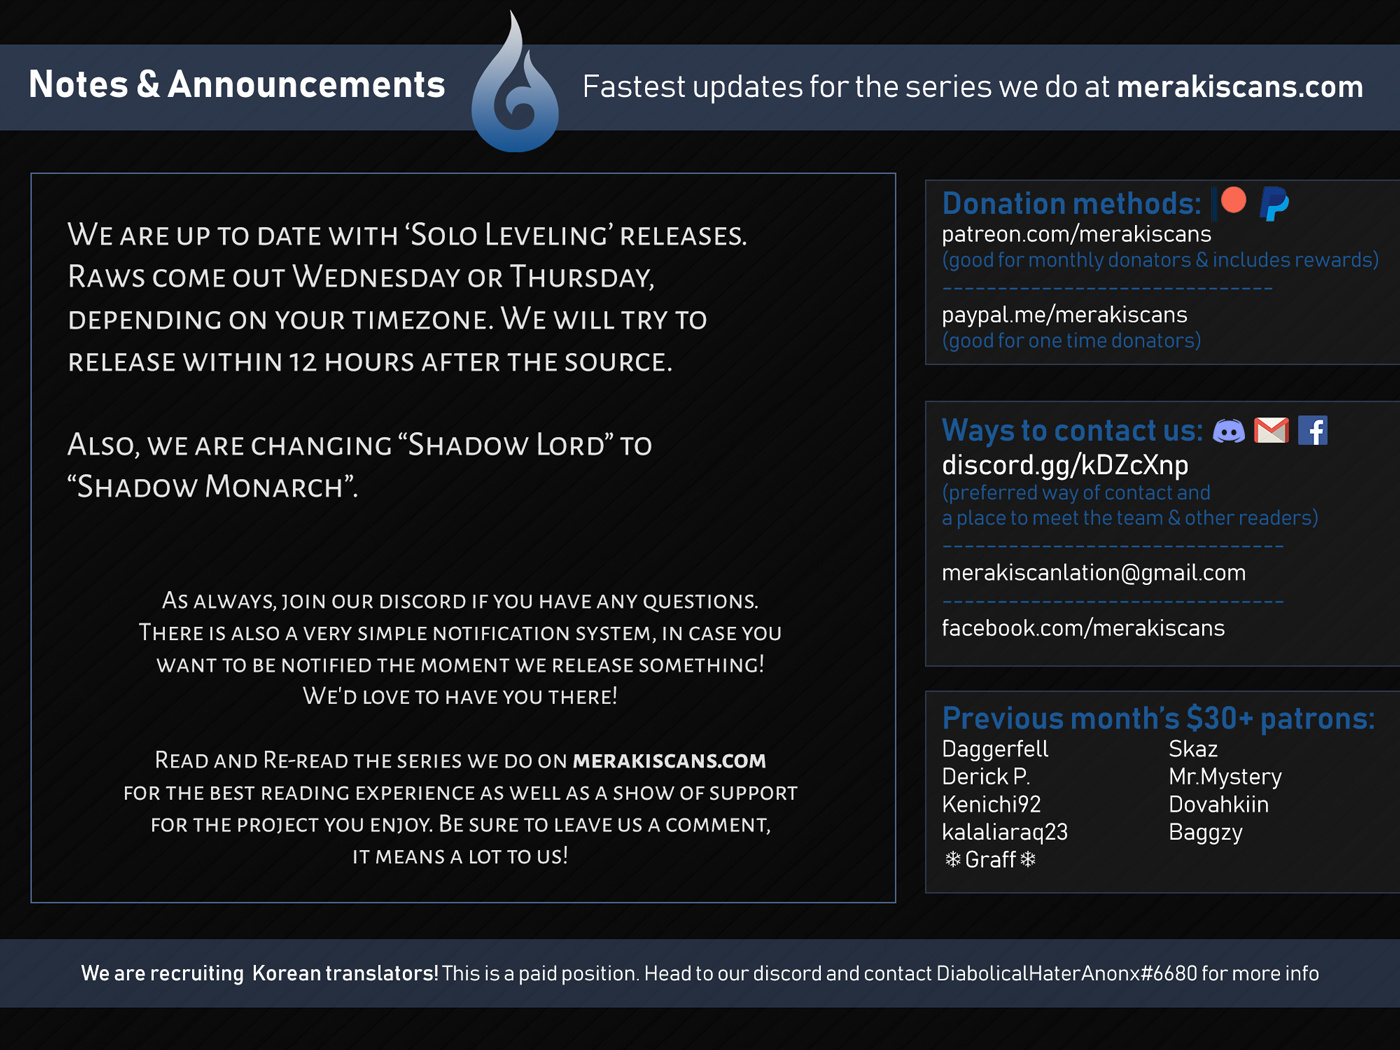 Notes & Announcements
Fastest updates for the series we do at merakiscans.com
We are up to date with ‘Solo Leveling’ releases.
Raws come out Wednesday or Thursday,
depending on your timezone. We will try to
release within 12 hours after the source.
Also, we are changing “Shadow Lord” to
“Shadow Monarch”.
As always, join our discord if you have any questions.
There is also a very simple notification system, in case you
want to be notified the moment we release something!
We'd love to have you there!
Read and Re-read the series we do on merakiscans.com
for the best reading experience as well as a show of support
for the project you enjoy. Be sure to leave us a comment,
it means a lot to us!
Donation methods:
patreon.com/merakiscans
(good for monthly donators & includes rewards)
------------------------------
paypal.me/merakiscans
(good for one time donators)
Ways to contact us:
discord.gg/kDZcXnp
(preferred way of contact and
a place to meet the team & other readers)
-------------------------------
merakiscanlation@gmail.com
-------------------------------
facebook.com/merakiscans
Previous month’s $30+ patrons:
Daggerfell Skaz
Derick P. Mr.Mystery
Kenichi92 Dovahkiin
kalaliaraq23 Baggzy
❄Graff❄
We are recruiting  Korean translators! This is a paid position. Head to our discord and contact DiabolicalHaterAnonx#6680 for more info